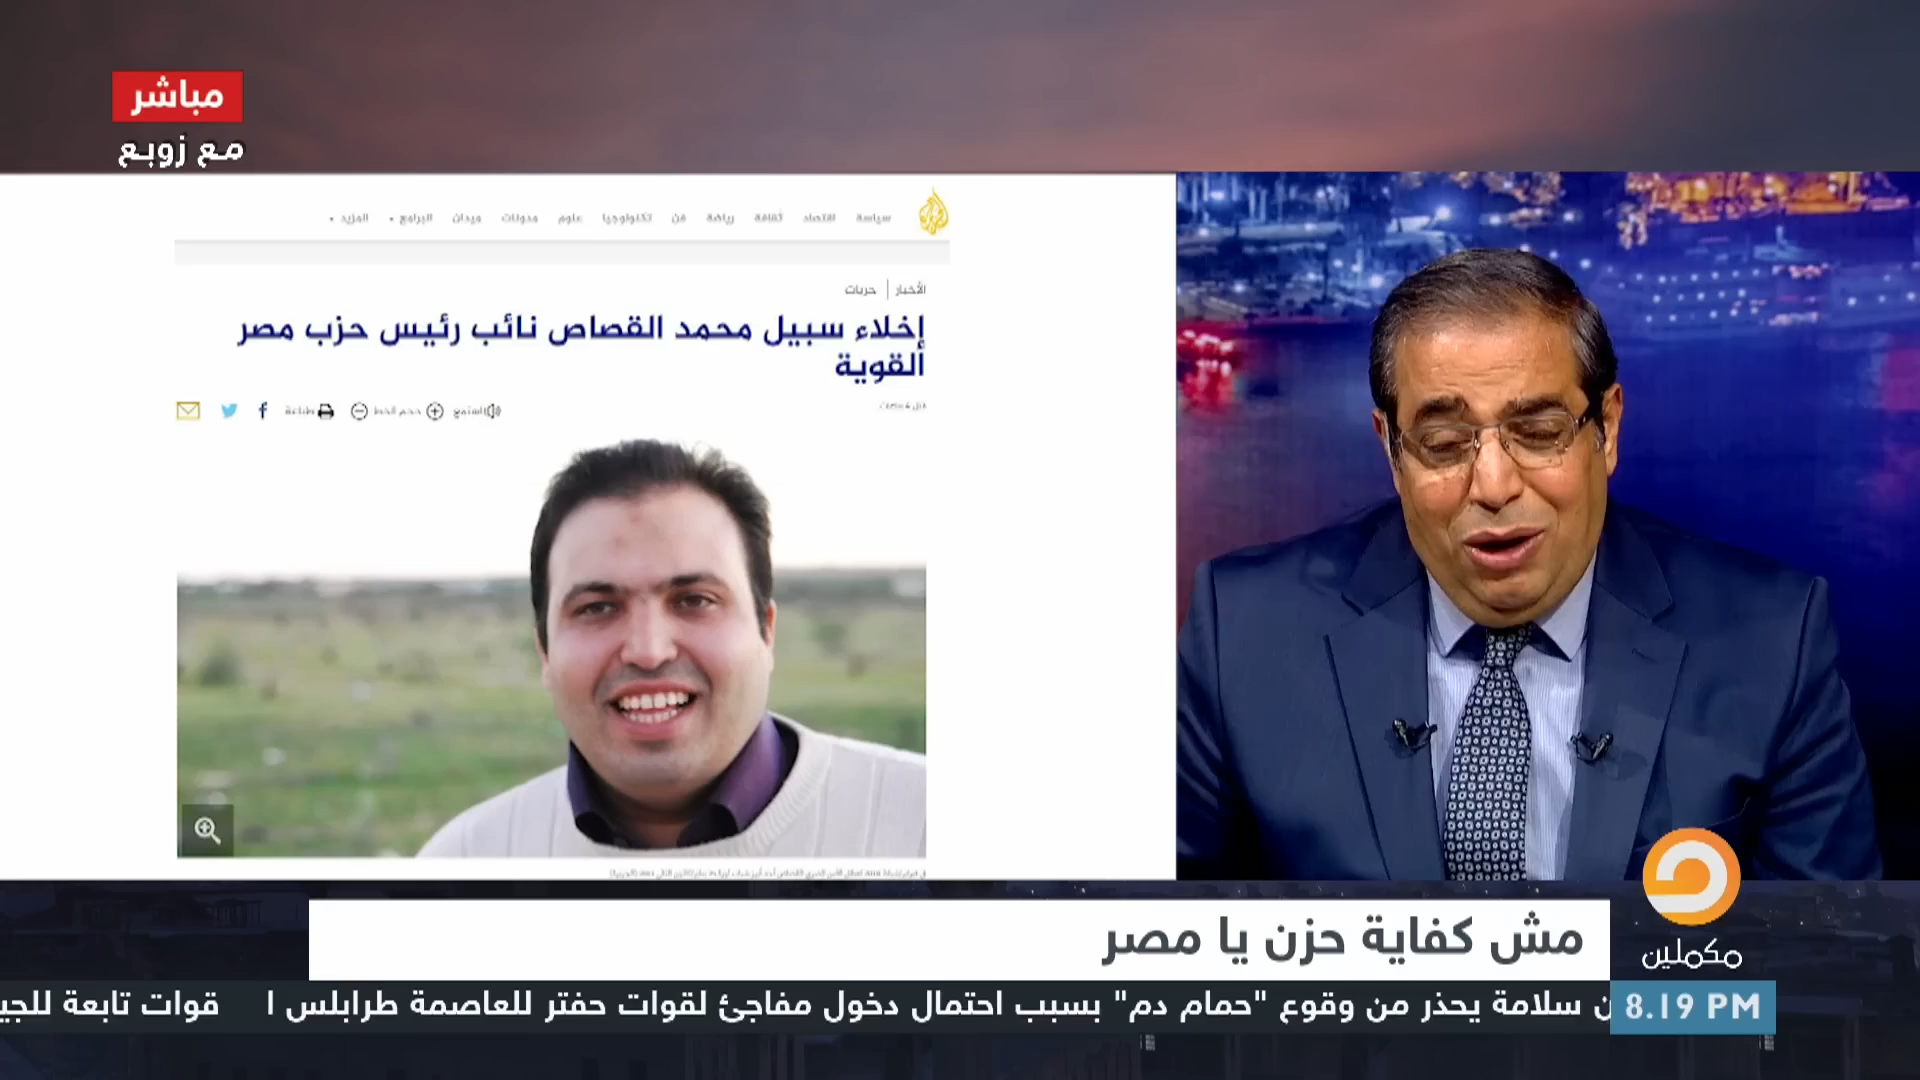 مباشر
مع زوبع
سياسة اقتصاد ثقافة رياضة فن تكنولوجيا علوم مدونات ميدان البرامج المزيد
الأخبار | حريات
إخلاء سبيل محمد القصاص نائب رئيس حزب مصر
القوية
استمع حجم الخط طباعة
مش كفاية حزن يا مصر
مكملين
ن سلامة يحذر من وقوع "حمام دم" بسبب احتمال دخول مفاجئ لقوات حفتر للعاصمة طرابلس ا قوات تابعة للجي
8.19 PM